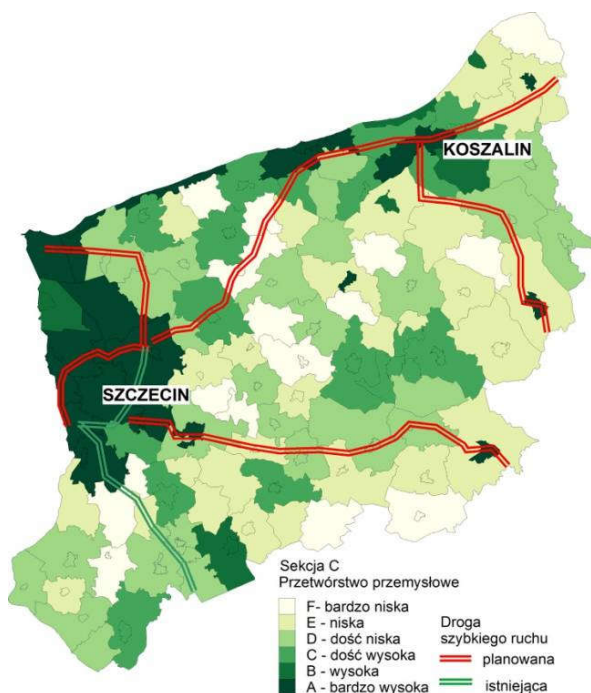 KOSZALIN
SZCZECIN
Sekcja C
Przetwórstwo przemysłowe
F- bardzo niska
E - niska
D - dość niska
C - dość wysoka
B - wysoka
A - bardzo wysoka
Droga
szybkiego ruchu
planowana
istniejąca